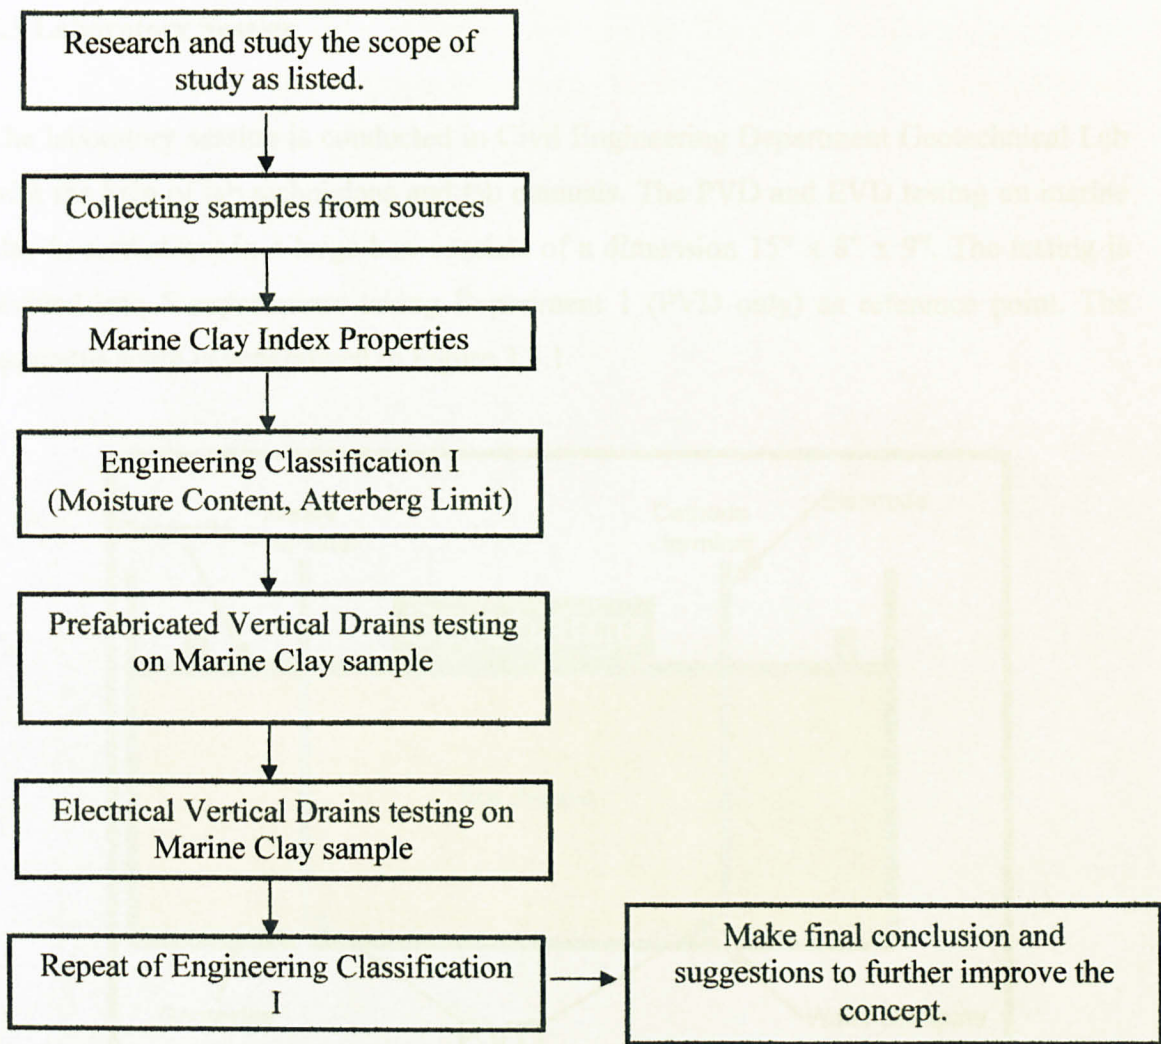 Research and study the scope of
study as listed.
Collecting samples from sources
Marine Clay Index Properties
Engineering Classification I
(Moisture Content, Atterberg Limit)
Prefabricated Vertical Drains testing
on Marine Clay sample
Electrical Vertical Drains testing on
Marine Clay sample
Repeat of Engineering Classification
I
Make final conclusion and
suggestions to further improve the
concept.